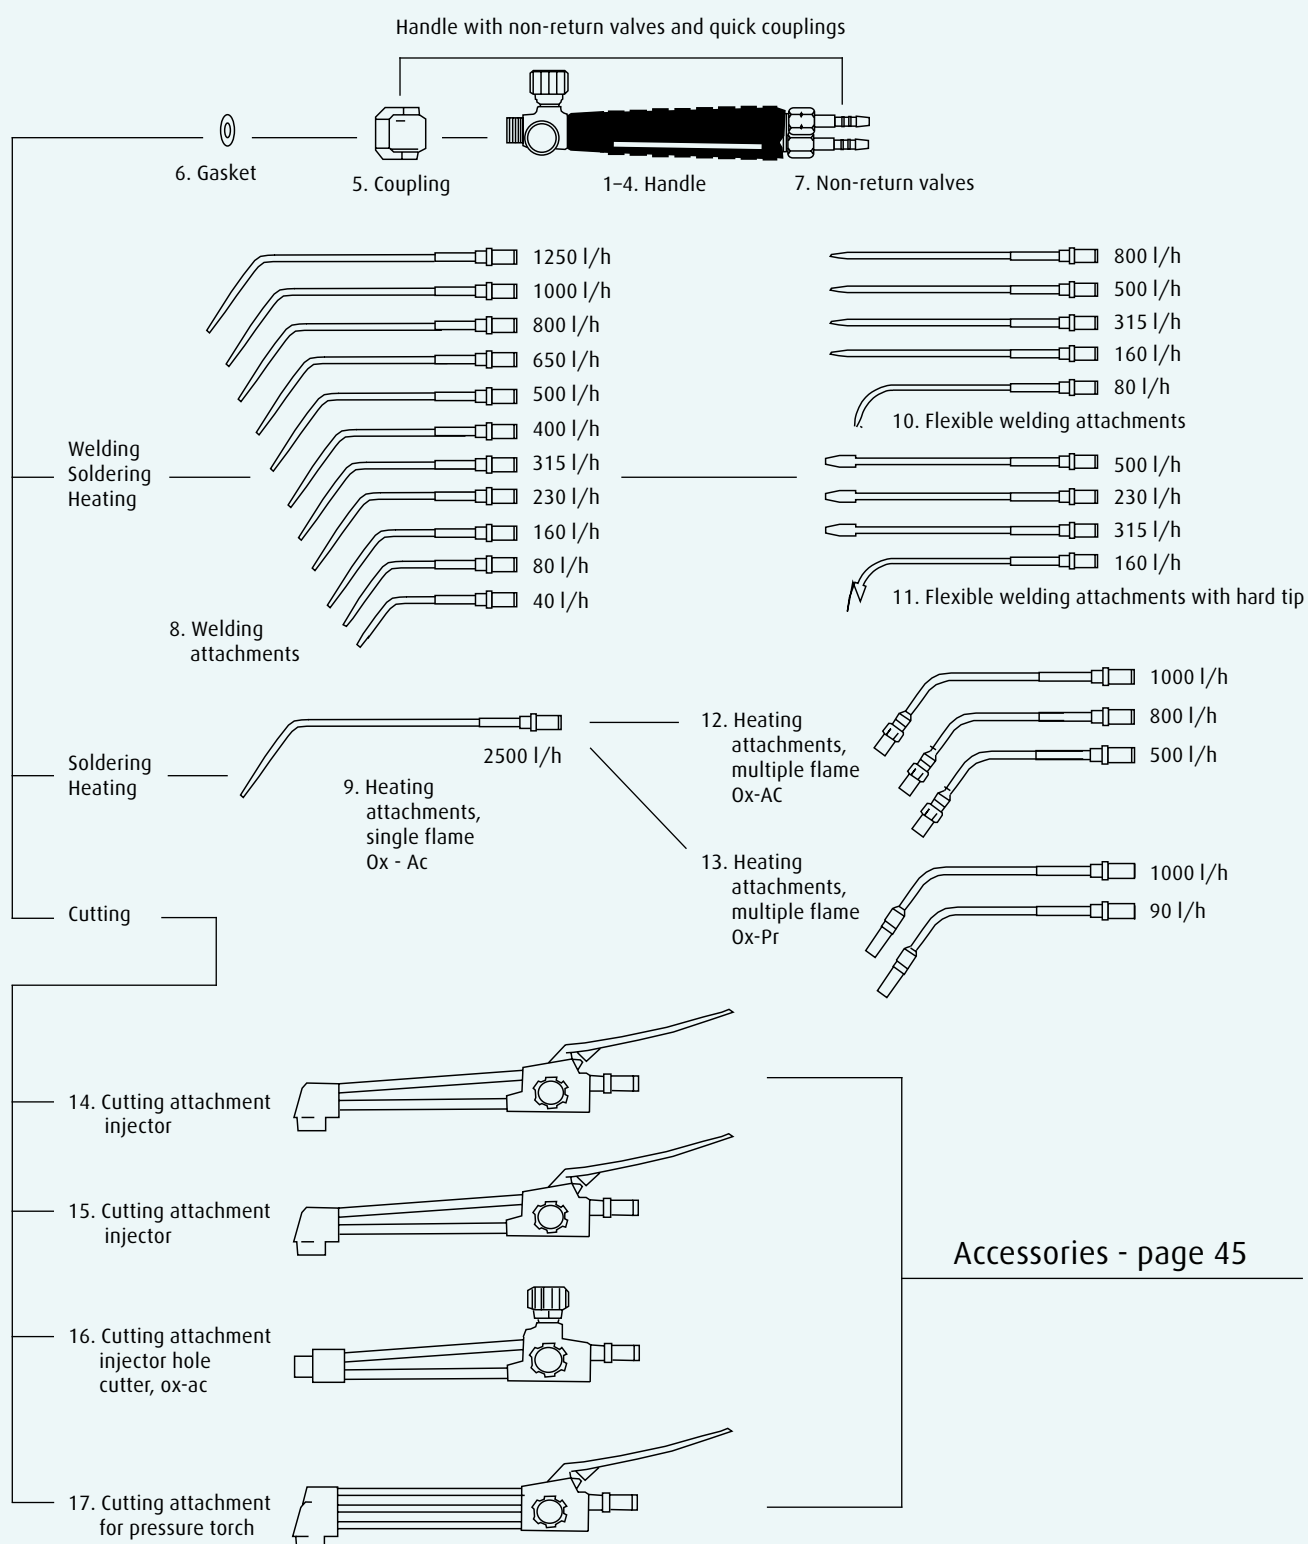 Handle with non-return valves and quick couplings
6. Gasket
5. Coupling
1–4. Handle
7. Non-return valves
Welding
Soldering
Heating
1250 l/h
1000 l/h
800 l/h
650 l/h
500 l/h
400 l/h
315 l/h
230 l/h
160 l/h
80 l/h
40 l/h
8. Welding
attachments
800 l/h
500 l/h
315 l/h
160 l/h
80 l/h
10. Flexible welding attachments
500 l/h
230 l/h
315 l/h
160 l/h
11. Flexible welding attachments with hard tip
Soldering
Heating
2500 l/h
9. Heating
attachments,
single flame
Ox - Ac
12. Heating
attachments,
multiple flame
Ox-AC
1000 l/h
800 l/h
500 l/h
13. Heating
attachments,
multiple flame
Ox-Pr
1000 l/h
90 l/h
Cutting
14. Cutting attachment
injector
15. Cutting attachment
injector
16. Cutting attachment
injector hole
cutter, ox-ac
17. Cutting attachment
for pressure torch
Accessories - page 45